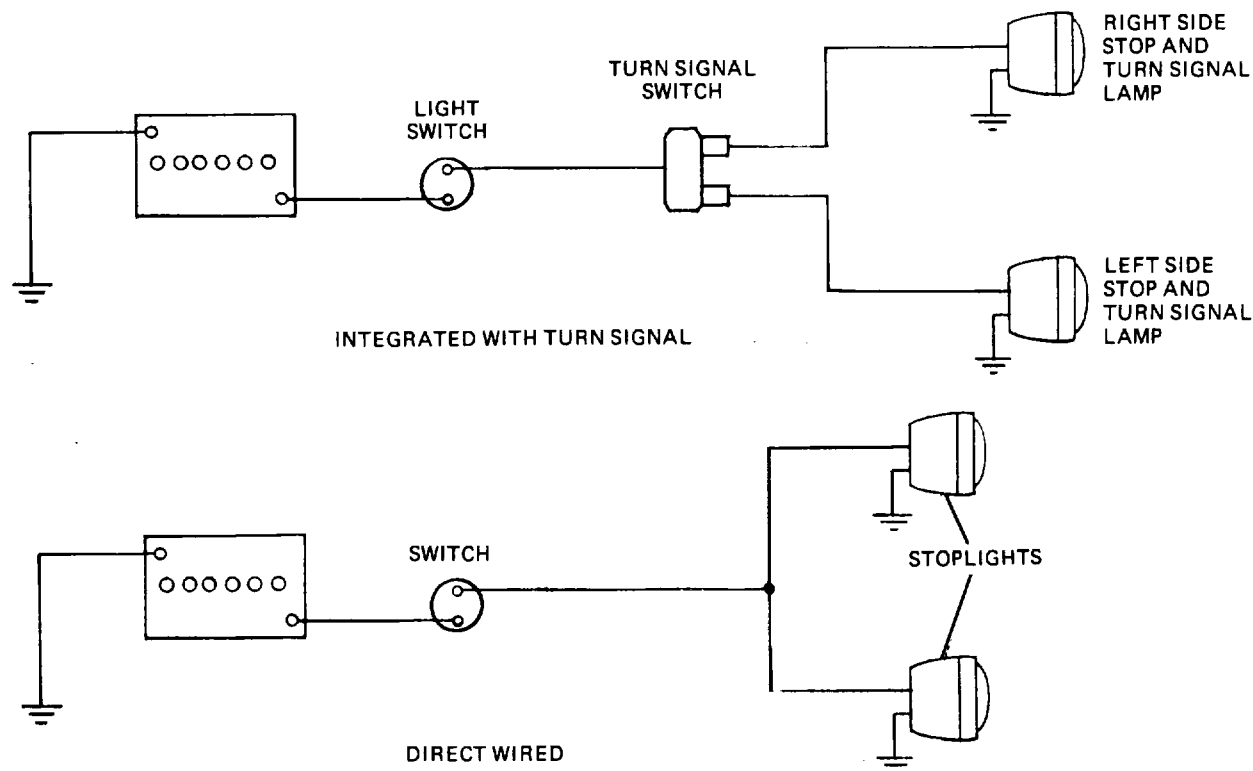 RIGHT SIDE
STOP AND
TURN SIGNAL
LAMP
TURN SIGNAL
SWITCH
LIGHT
SWITCH
LEFT SIDE
STOP AND
TURN SIGNAL
LAMP
INTEGRATED WITH TURN SIGNAL
SWITCH
STOPLIGHTS
DIRECT WIRED